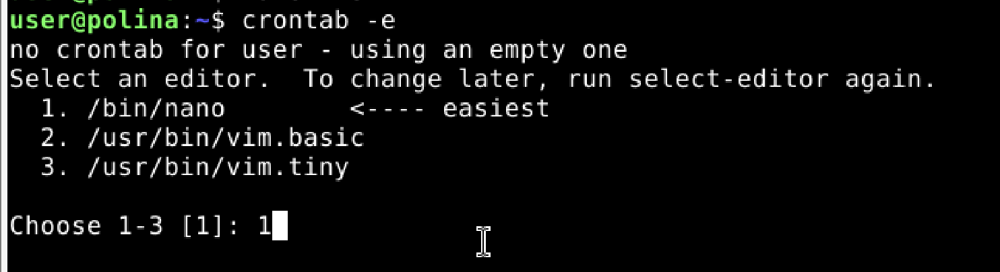 user@polina:~$ crontab -e
no crontab for user - using an empty one
Select an editor.  To change later, run select-editor again.
  1. /bin/nano        <---- easiest
  2. /usr/bin/vim.basic
  3. /usr/bin/vim.tiny
Choose 1-3 [1]: 1